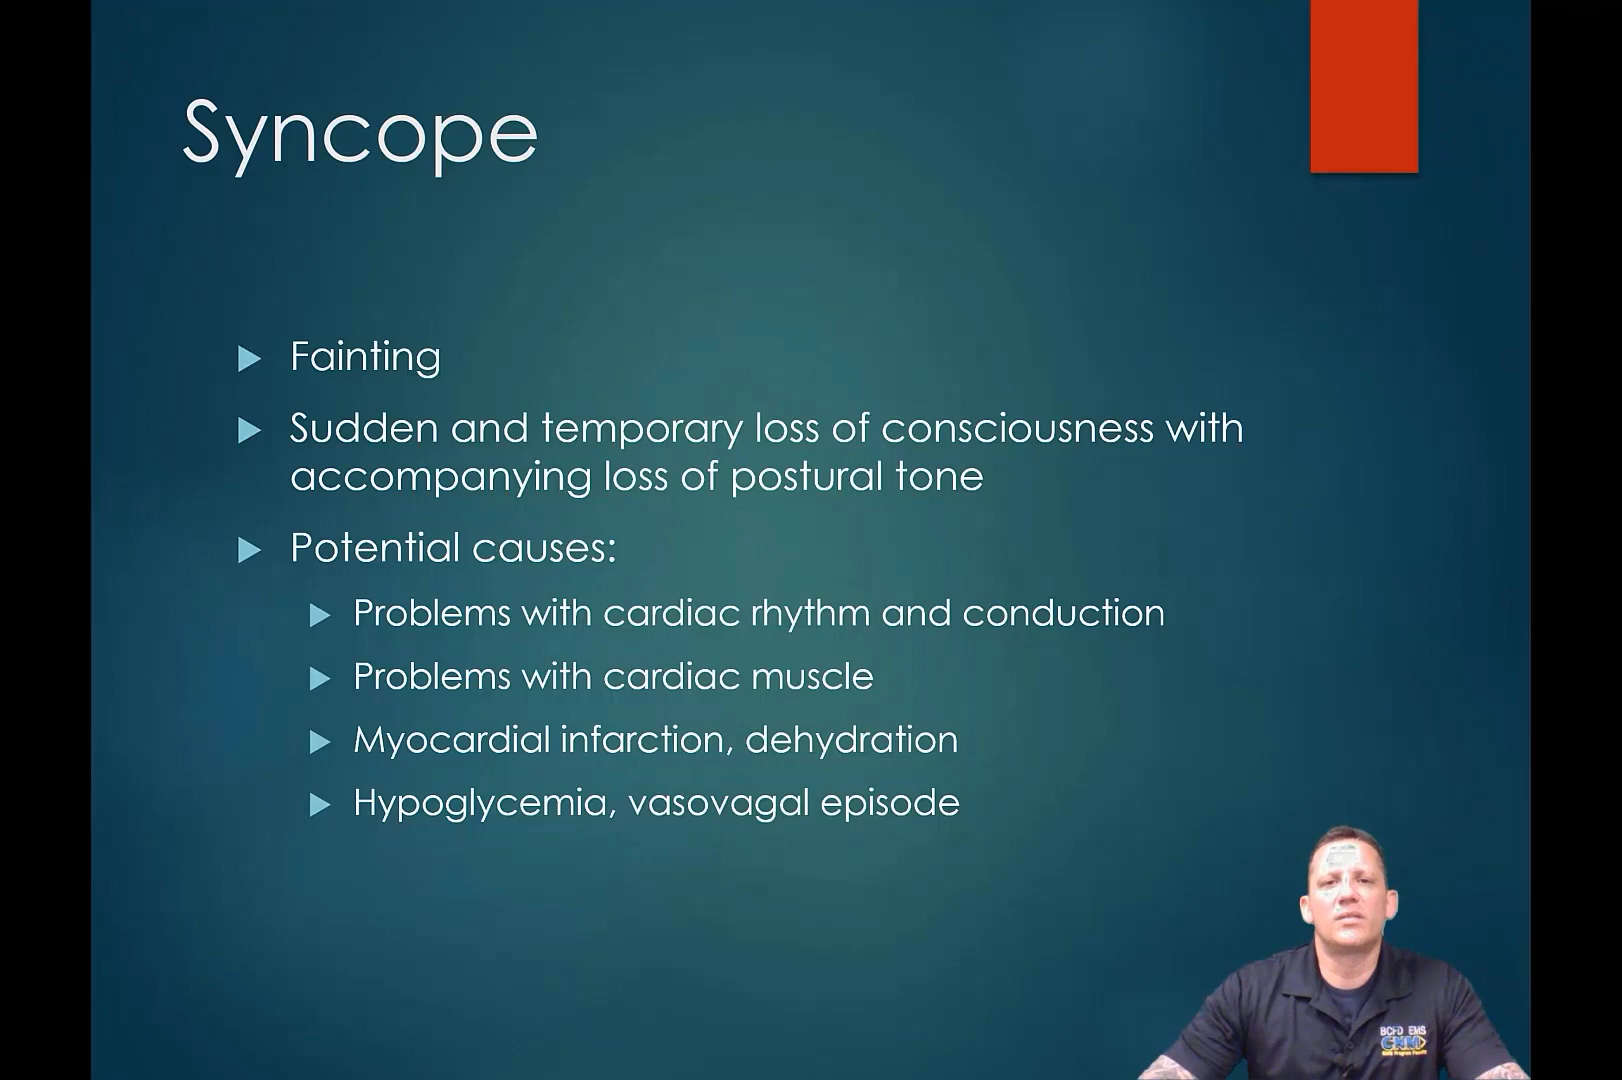 Syncope
Fainting
Sudden and temporary loss of consciousness with
accompanying loss of postural tone
Potential causes:
Problems with cardiac rhythm and conduction
Problems with cardiac muscle
Myocardial infarction, dehydration
Hypoglycemia, vasovagal episode
EMS